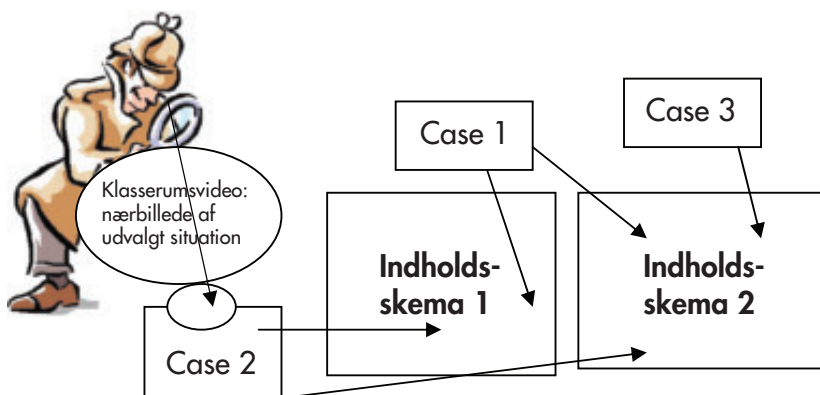 Case 1
Case 3
Klasserumsvideo:
nærbillede af
udvalgt situation
Indholds-
skema 1
Indholds-
skema 2
Case 2